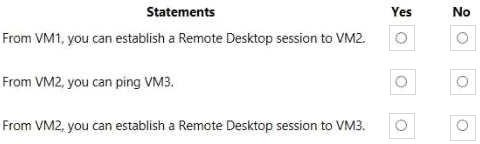 Statements Yes No
From VM1, you can establish a Remote Desktop session to VM2.
From VM2, you can ping VM3.
From VM2, you can establish a Remote Desktop session to VM3.